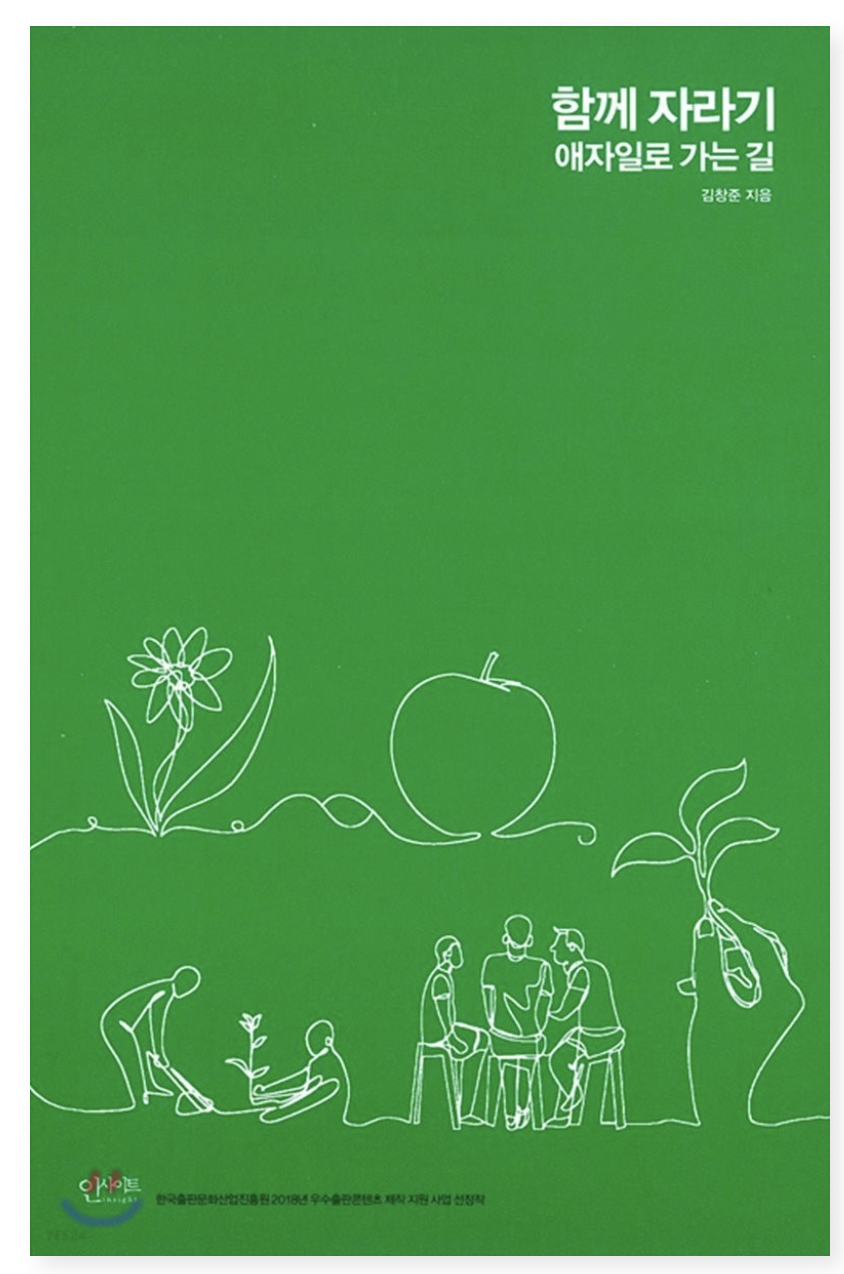 함께 자라기
애자일로 가는 길
김창준 지음
인사이트
insight
한국출판문화산업진흥원 2018년 우수출판콘텐츠 제작 지원 사업 선정작
YES24